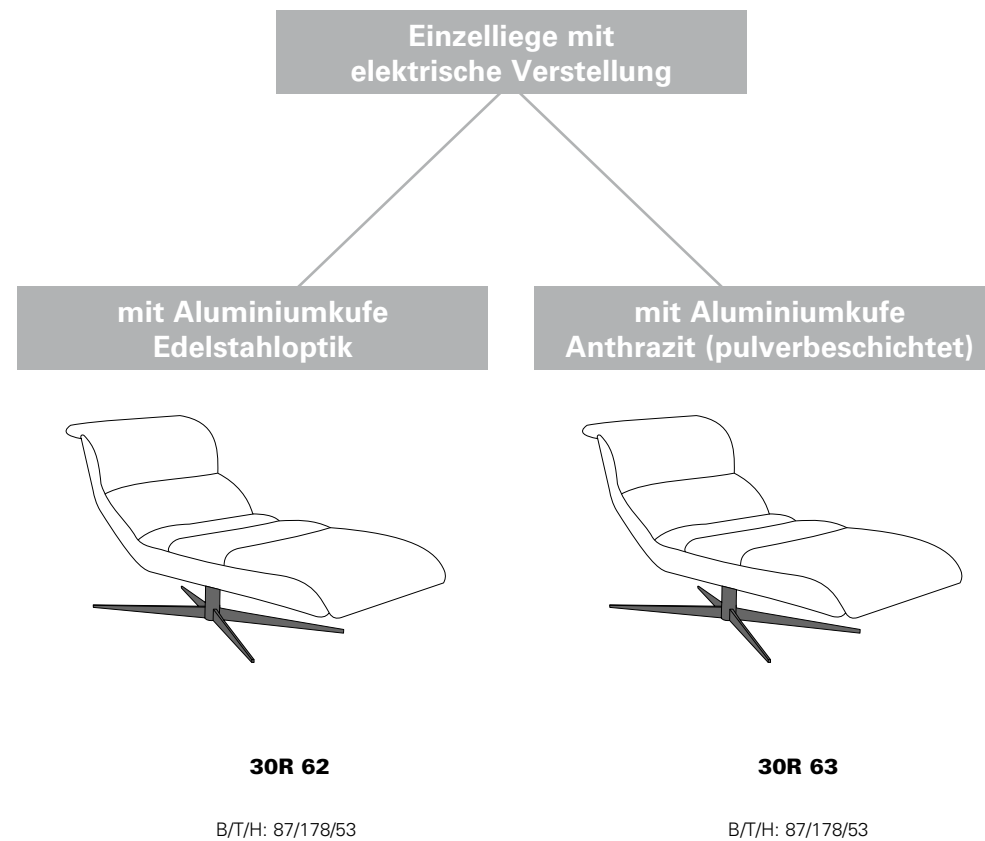 Einzelliege mit
elektrische Verstellung
mit Aluminiumkufe
Edelstahloptik
mit Aluminiumkufe
Anthrazit (pulverbeschichtet)
30R 62
30R 63
B/T/H: 87/178/53
B/T/H: 87/178/53